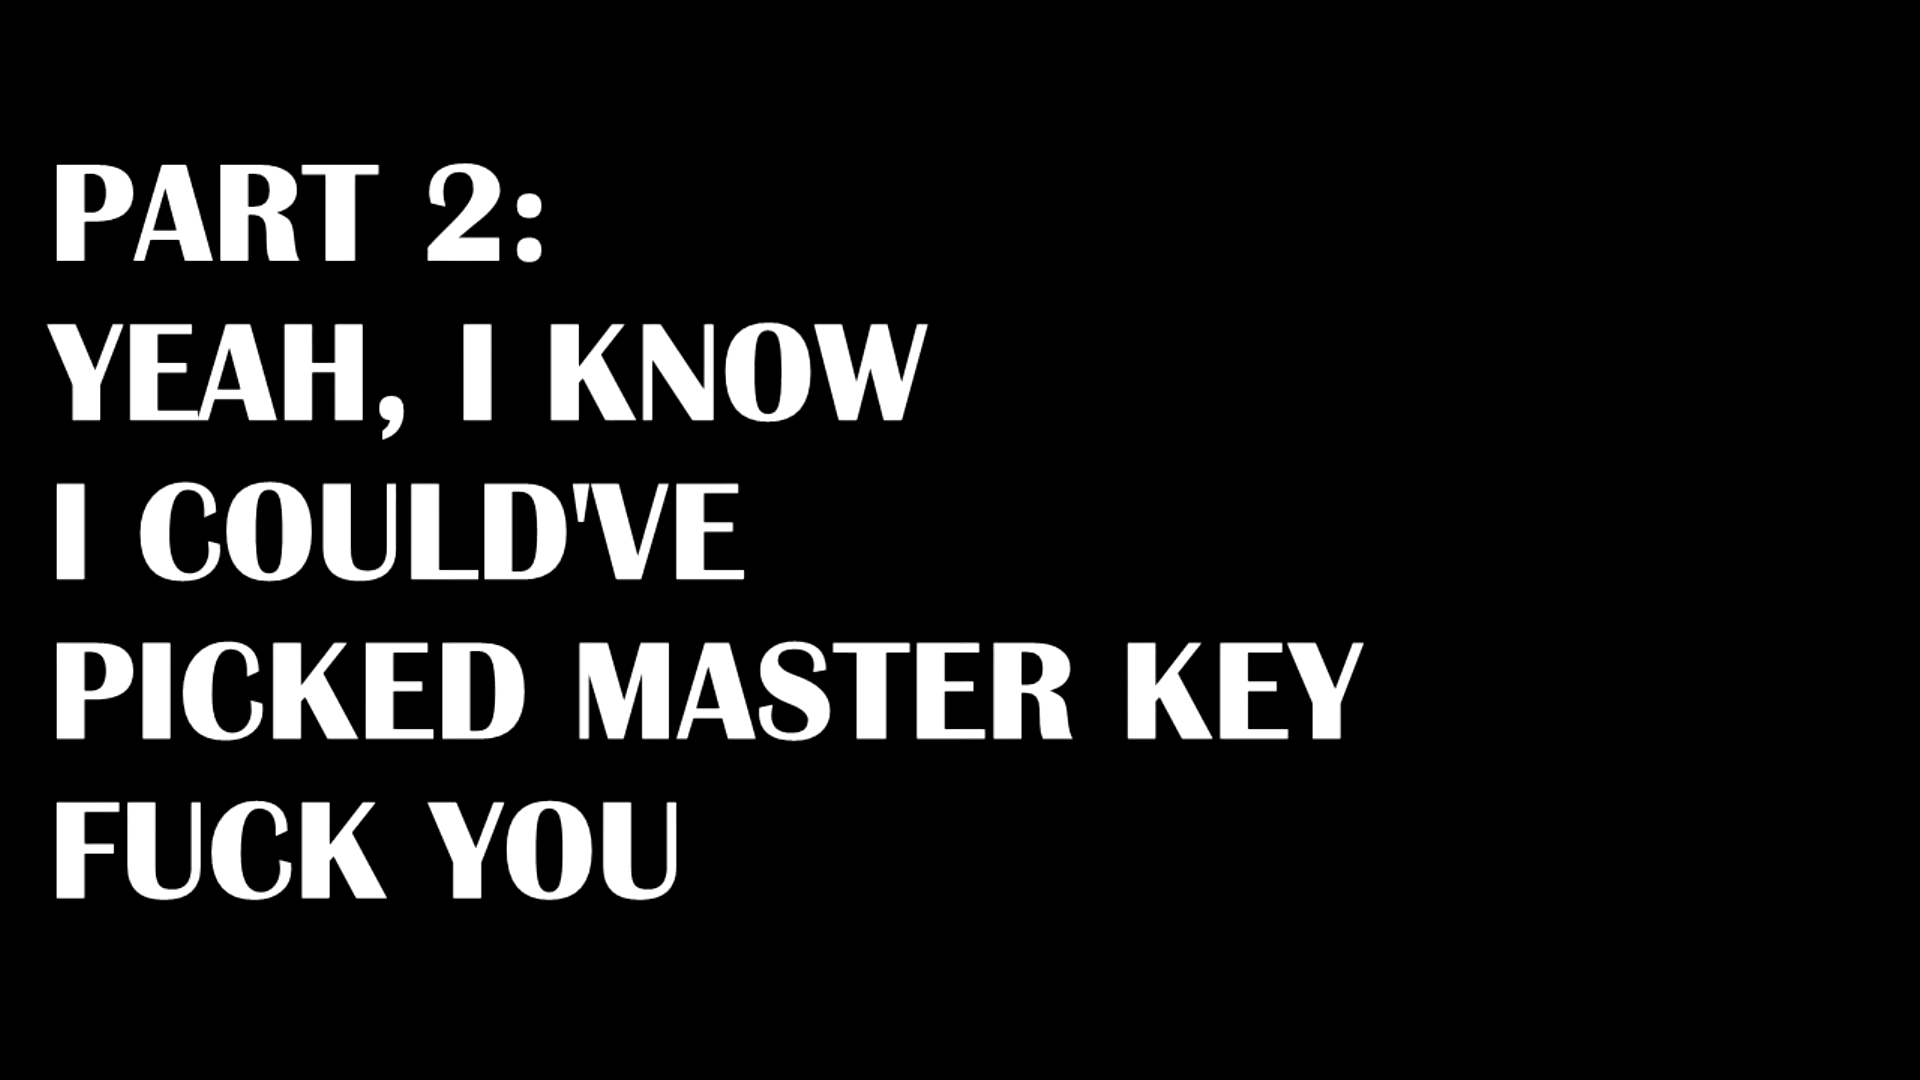 PART 2:
YEAH, I KNOW
I COULD'VE
PICKED MASTER KEY
FUCK YOU